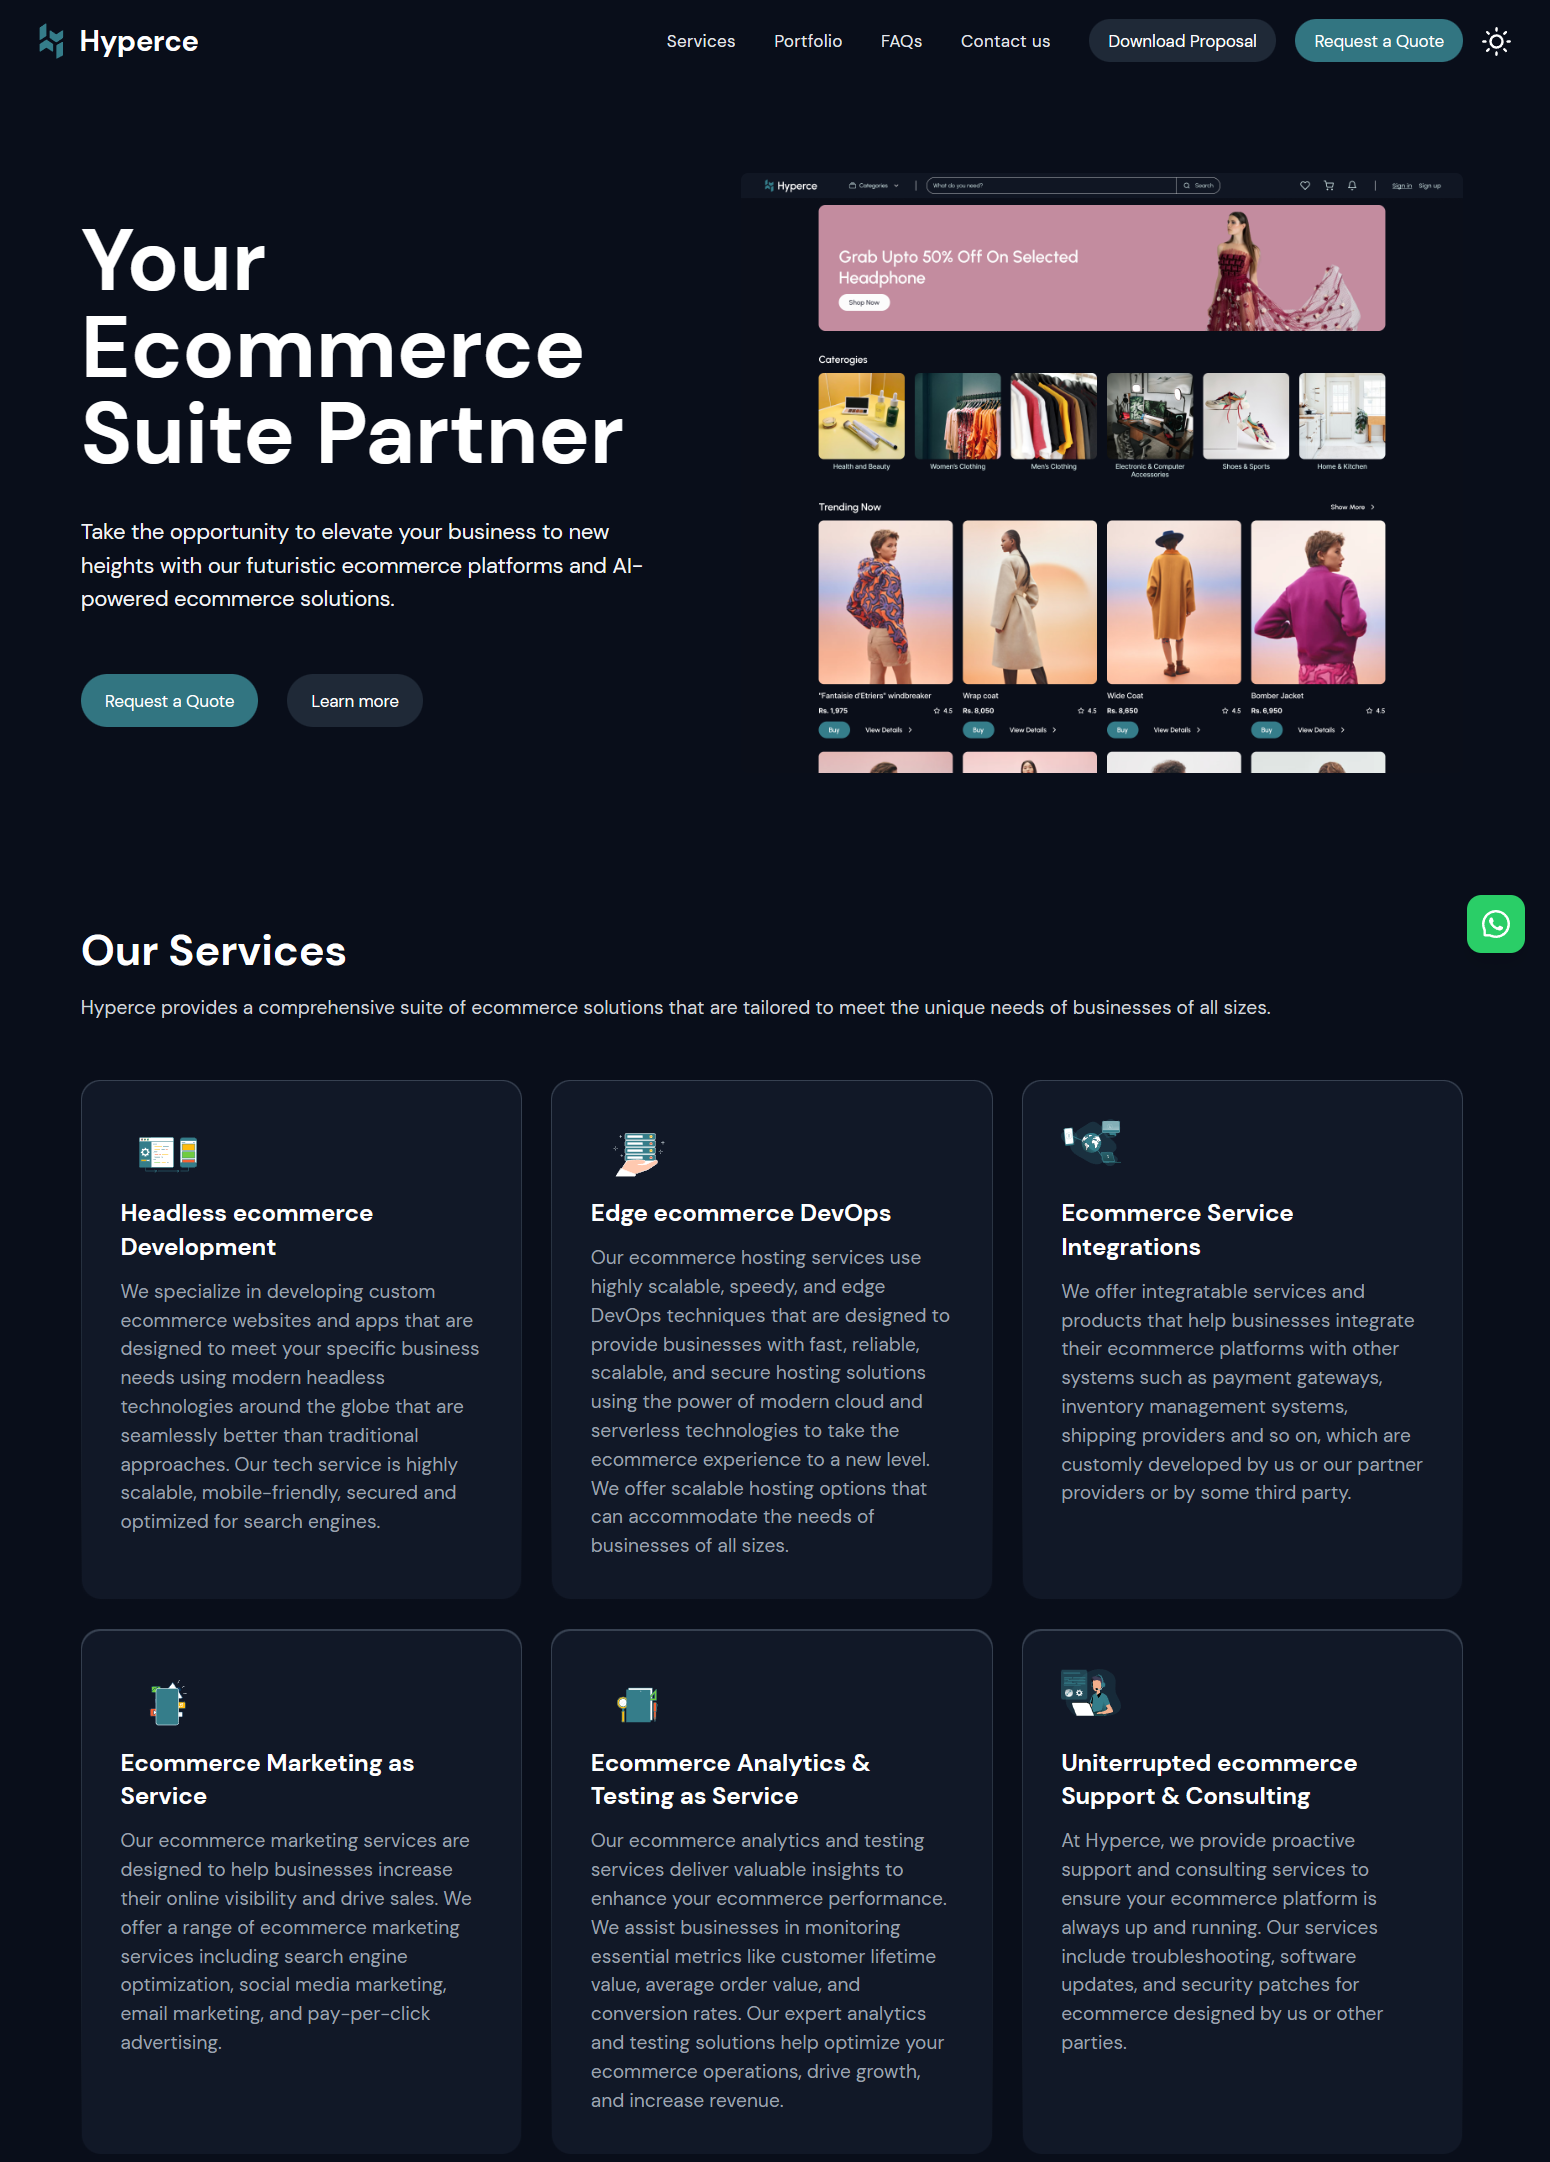 Hyperce
Services
Portfolio
FAQs
Contact us
Download Proposal
Request a Quote
Your
Ecommerce
Suite Partner
Take the opportunity to elevate your business to new
heights with our futuristic ecommerce platforms and AI-
powered ecommerce solutions.
Request a Quote
Learn more
Hyperce
Categories
What do you need?
Search
Sign in
Sign up
Grab Upto 50% Off On Selected
Headphone
Shop Now
Caterogies
Health and Beauty
Women's Clothing
Men's Clothing
Electronic & Computer
Accessories
Shoes & Sports
Home & Kitchen
Trending Now
Show More
"Fantaisie d'Etriers" windbreaker
Rs. 1,975
4.5
Buy
View Details
Wrap coat
Rs. 8,050
4.5
Buy
View Details
Wide Coat
Rs. 8,650
4.5
Buy
View Details
Bomber Jacket
Rs. 6,950
4.5
Buy
View Details
Our Services
Hyperce provides a comprehensive suite of ecommerce solutions that are tailored to meet the unique needs of businesses of all sizes.
Headless ecommerce
Development
We specialize in developing custom
ecommerce websites and apps that are
designed to meet your specific business
needs using modern headless
technologies around the globe that are
seamlessly better than traditional
approaches. Our tech service is highly
scalable, mobile-friendly, secured and
optimized for search engines.
Edge ecommerce DevOps
Our ecommerce hosting services use
highly scalable, speedy, and edge
DevOps techniques that are designed to
provide businesses with fast, reliable,
scalable, and secure hosting solutions
using the power of modern cloud and
serverless technologies to take the
ecommerce experience to a new level.
We offer scalable hosting options that
can accommodate the needs of
businesses of all sizes.
Ecommerce Service
Integrations
We offer integratable services and
products that help businesses integrate
their ecommerce platforms with other
systems such as payment gateways,
inventory management systems,
shipping providers and so on, which are
customly developed by us or our partner
providers or by some third party.
Ecommerce Marketing as
Service
Our ecommerce marketing services are
designed to help businesses increase
their online visibility and drive sales. We
offer a range of ecommerce marketing
services including search engine
optimization, social media marketing,
email marketing, and pay-per-click
advertising.
Ecommerce Analytics &
Testing as Service
Our ecommerce analytics and testing
services deliver valuable insights to
enhance your ecommerce performance.
We assist businesses in monitoring
essential metrics like customer lifetime
value, average order value, and
conversion rates. Our expert analytics
and testing solutions help optimize your
ecommerce operations, drive growth,
and increase revenue.
Uniterrupted ecommerce
Support & Consulting
At Hyperce, we provide proactive
support and consulting services to
ensure your ecommerce platform is
always up and running. Our services
include troubleshooting, software
updates, and security patches for
ecommerce designed by us or other
parties.